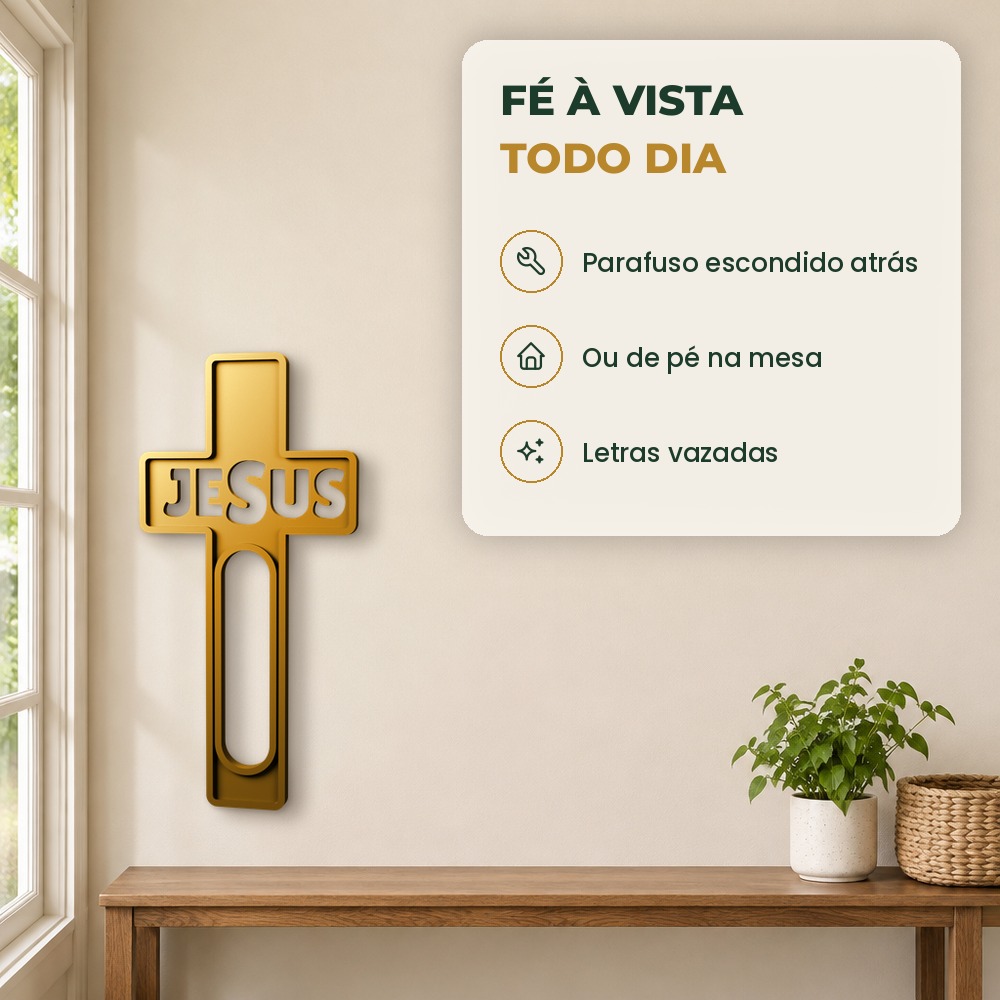 FÉ À VISTA
TODO DIA
Parafuso escondido atrás
Ou de pé na mesa
Letras vazadas
JESUS